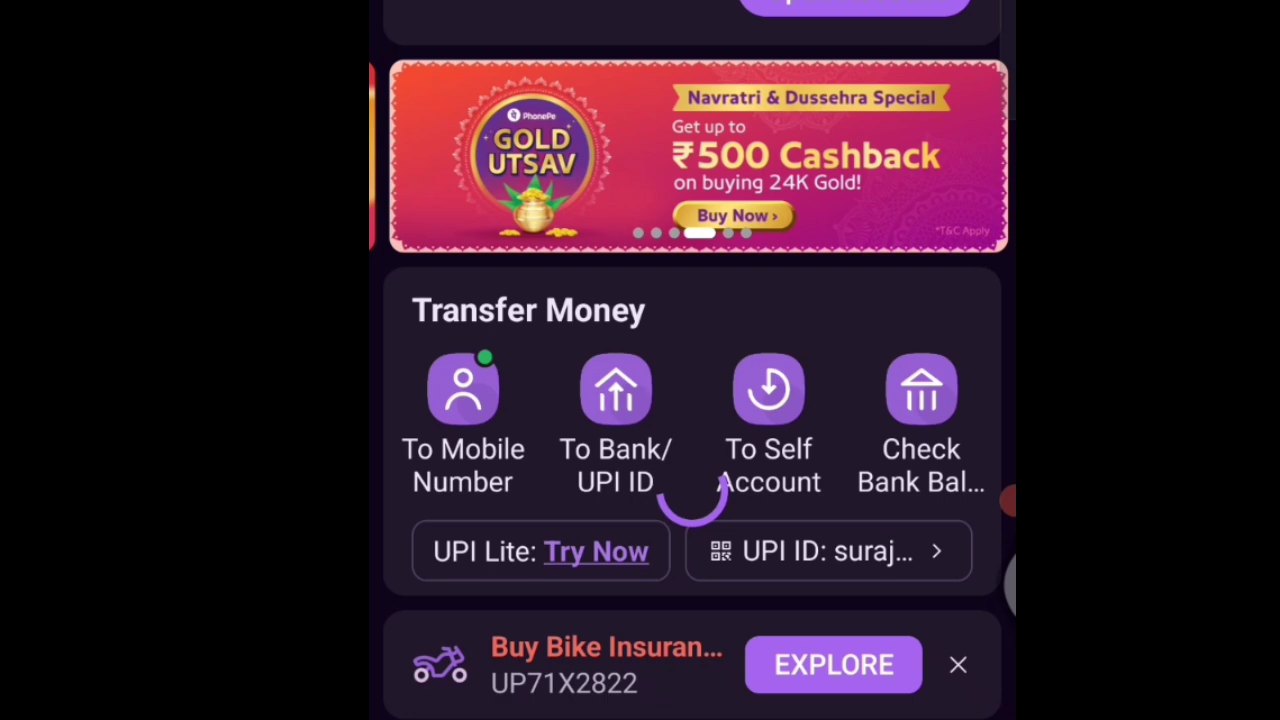 Navratri & Dussehra Special
PhonePe
GOLD
UTSAV
Get up to
₹500 Cashback
on buying 24K Gold!
Buy Now ›
*T&C Apply
Transfer Money
To Mobile
Number
To Bank/
UPI ID
To Self
Account
Check
Bank Bal...
UPI Lite: Try Now
UPI ID: suraj...
Buy Bike Insuran...
UP71X2822
EXPLORE